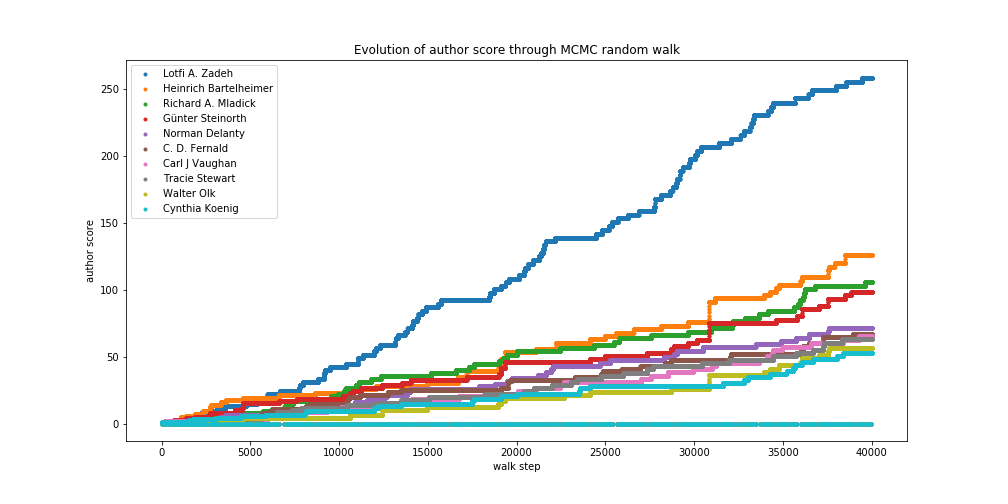 Evolution of author score through MCMC random walk
Lotfi A. Zadeh
Heinrich Bartelheimer
Richard A. Mladick
Günter Steinorth
Norman Delanty
C. D. Fernald
Carl J Vaughan
Tracie Stewart
Walter Olk
Cynthia Koenig
author score
250
200
150
100
50
0
0 5000 10000 15000 20000 25000 30000 35000 40000
walk step